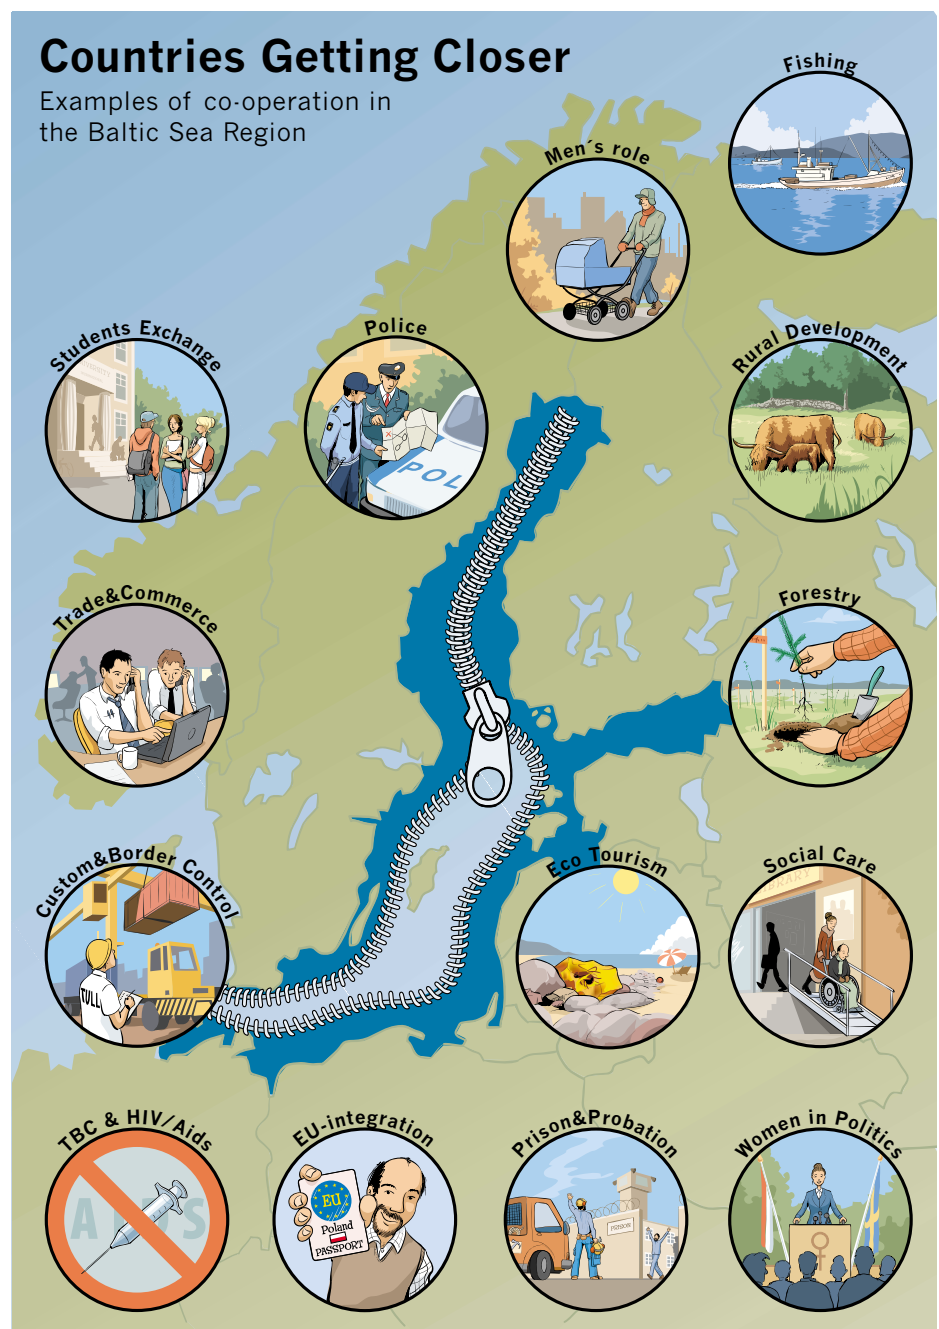 Countries Getting Closer
Examples of co-operation in
the Baltic Sea Region
Fishing
Men´s role
Students Exchange
Police
Rural Development
POL
Trade&Commerce
Forestry
Custom&Border Control
TULL
Eco Tourism
Social Care
TBC & HIV/Aids
EU-integration
EU
Poland
PASSPORT
Prison&Probation
PRISON
Women in Politics